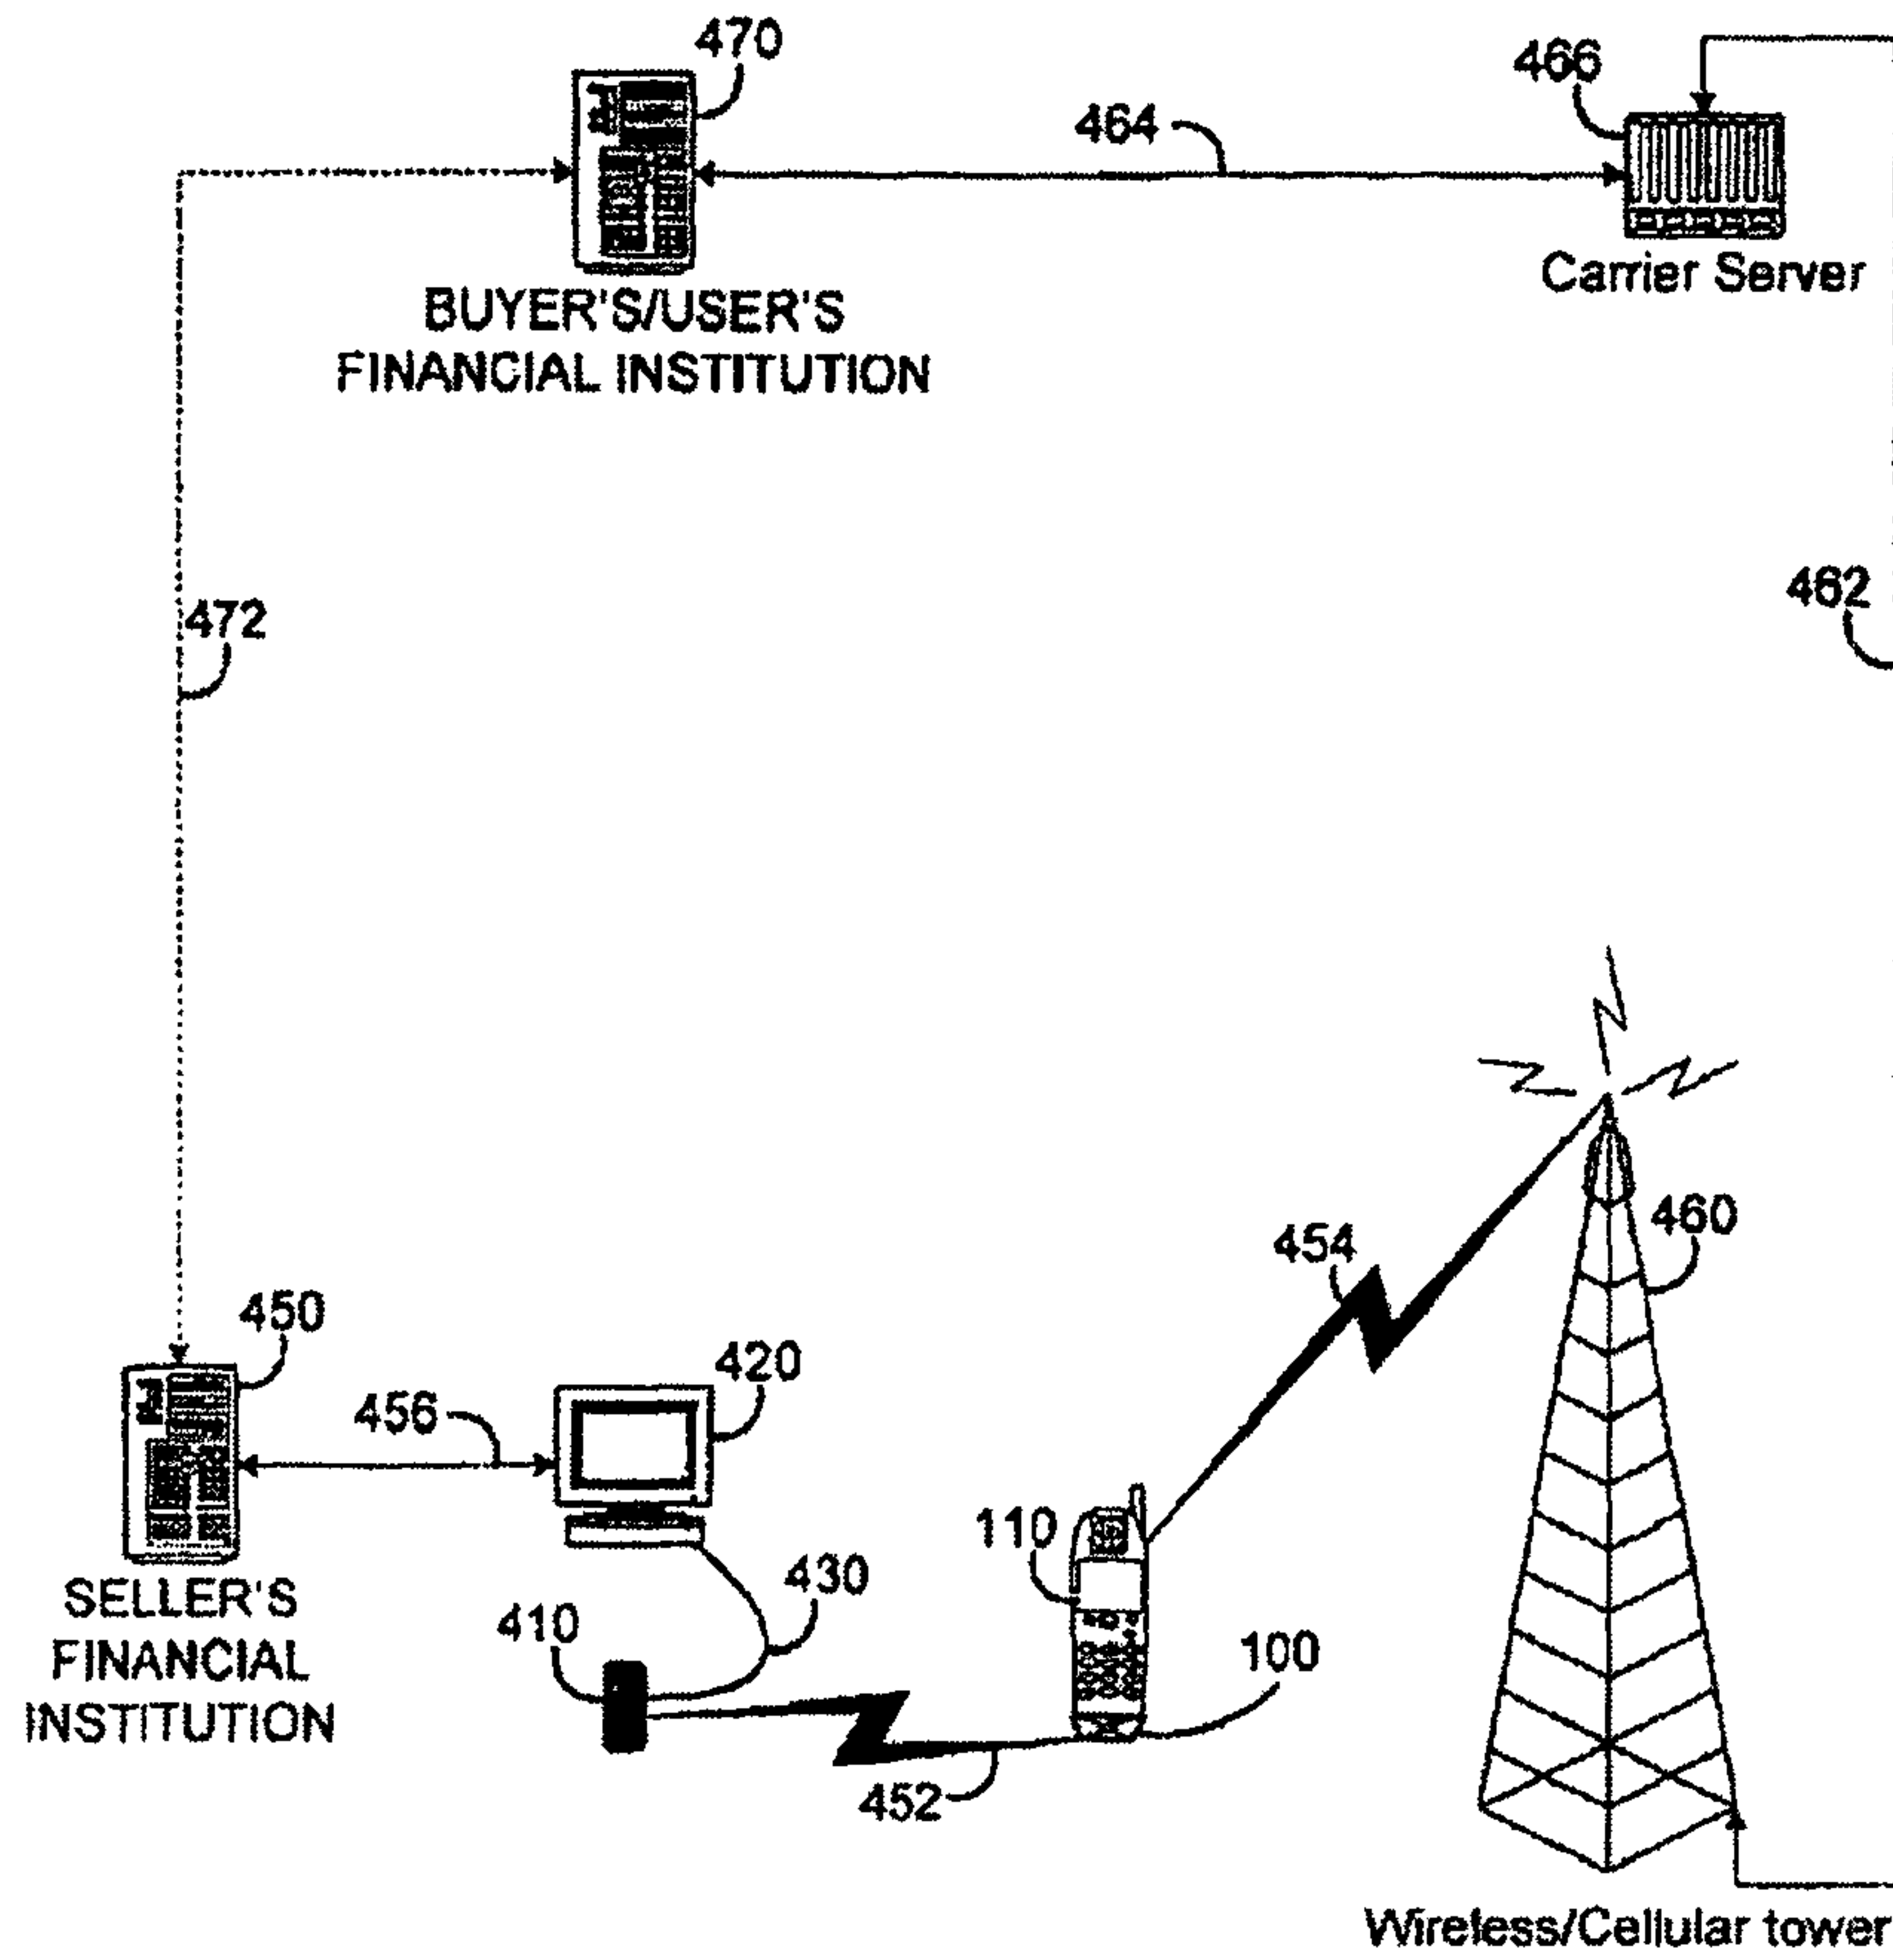 470
466
464
Carrier Server
BUYER'S/USER'S
FINANCIAL INSTITUTION
462
472
460
454
450
420
456
110
430
SELLER'S
FINANCIAL
INSTITUTION
410
100
452
Wireless/Cellular tower